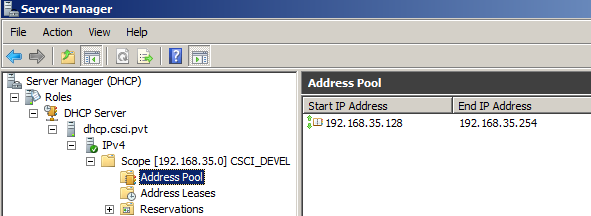 Server Manager
File Action View Help
Server Manager (DHCP)
Roles
DHCP Server
dhcp.csci.pvt
IPv4
Scope [192.168.35.0] CSCI_DEVEL
Address Pool
Address Leases
Reservations
Address Pool
Start IP Address End IP Address
192.168.35.128 192.168.35.254